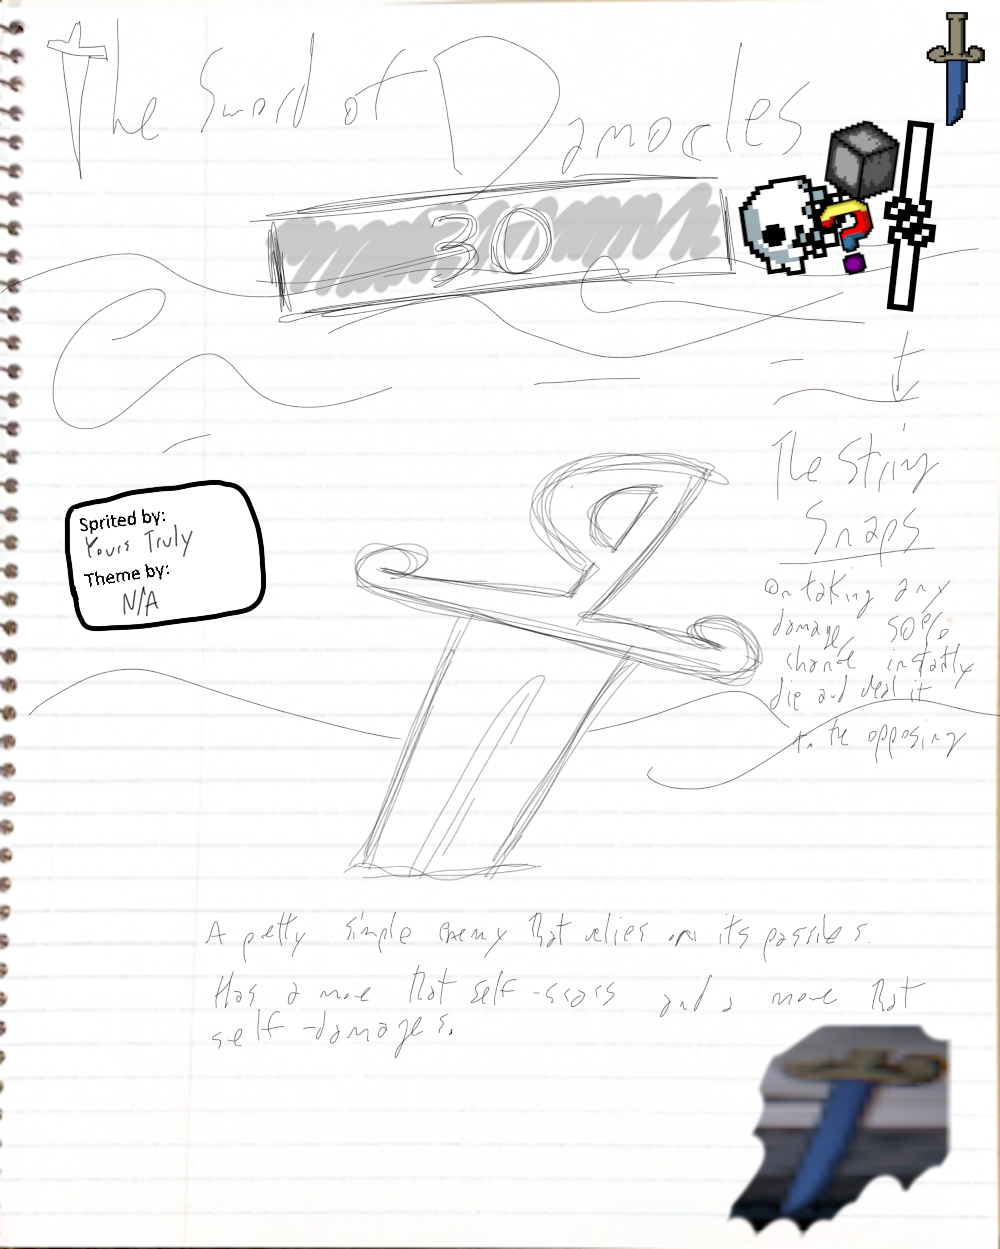 The Sword of Damocles
30
The String
Snaps
Sprited by:
Yours Truly
Theme by:
N/A
on taking any
damage, 50%
chance instatly
die and deal it
to the opposing
A petty simple enemy that relies on its passives.
Has a move that self-scars and a move that
self-damages.